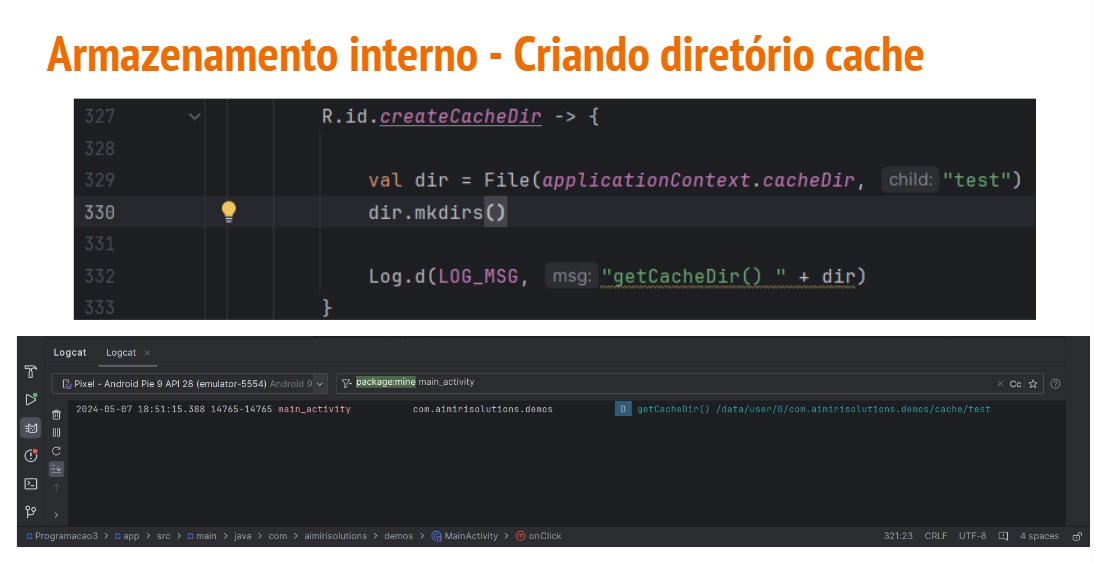 Armazenamento interno - Criando diretório cache
327 R.id.createCacheDir -> {
328
329 val dir = File(applicationContext.cacheDir, child: "test")
330 dir.mkdirs()
331
332 Log.d(LOG_MSG, msg: "getCacheDir() " + dir)
333 }
Logcat Logcat ×
Pixel - Android Pie 9 API 28 (emulator-5554) Android 9 package:mine main_activity × Cc
2024-05-07 18:51:15.388 14765-14765 main_activity com.aimirisolutions.demos D getCacheDir() /data/user/0/com.aimirisolutions.demos/cache/test
Programacao3 > app > src > main > java > com > aimirisolutions > demos > MainActivity > onClick 321:23 CRLF UTF-8 4 spaces